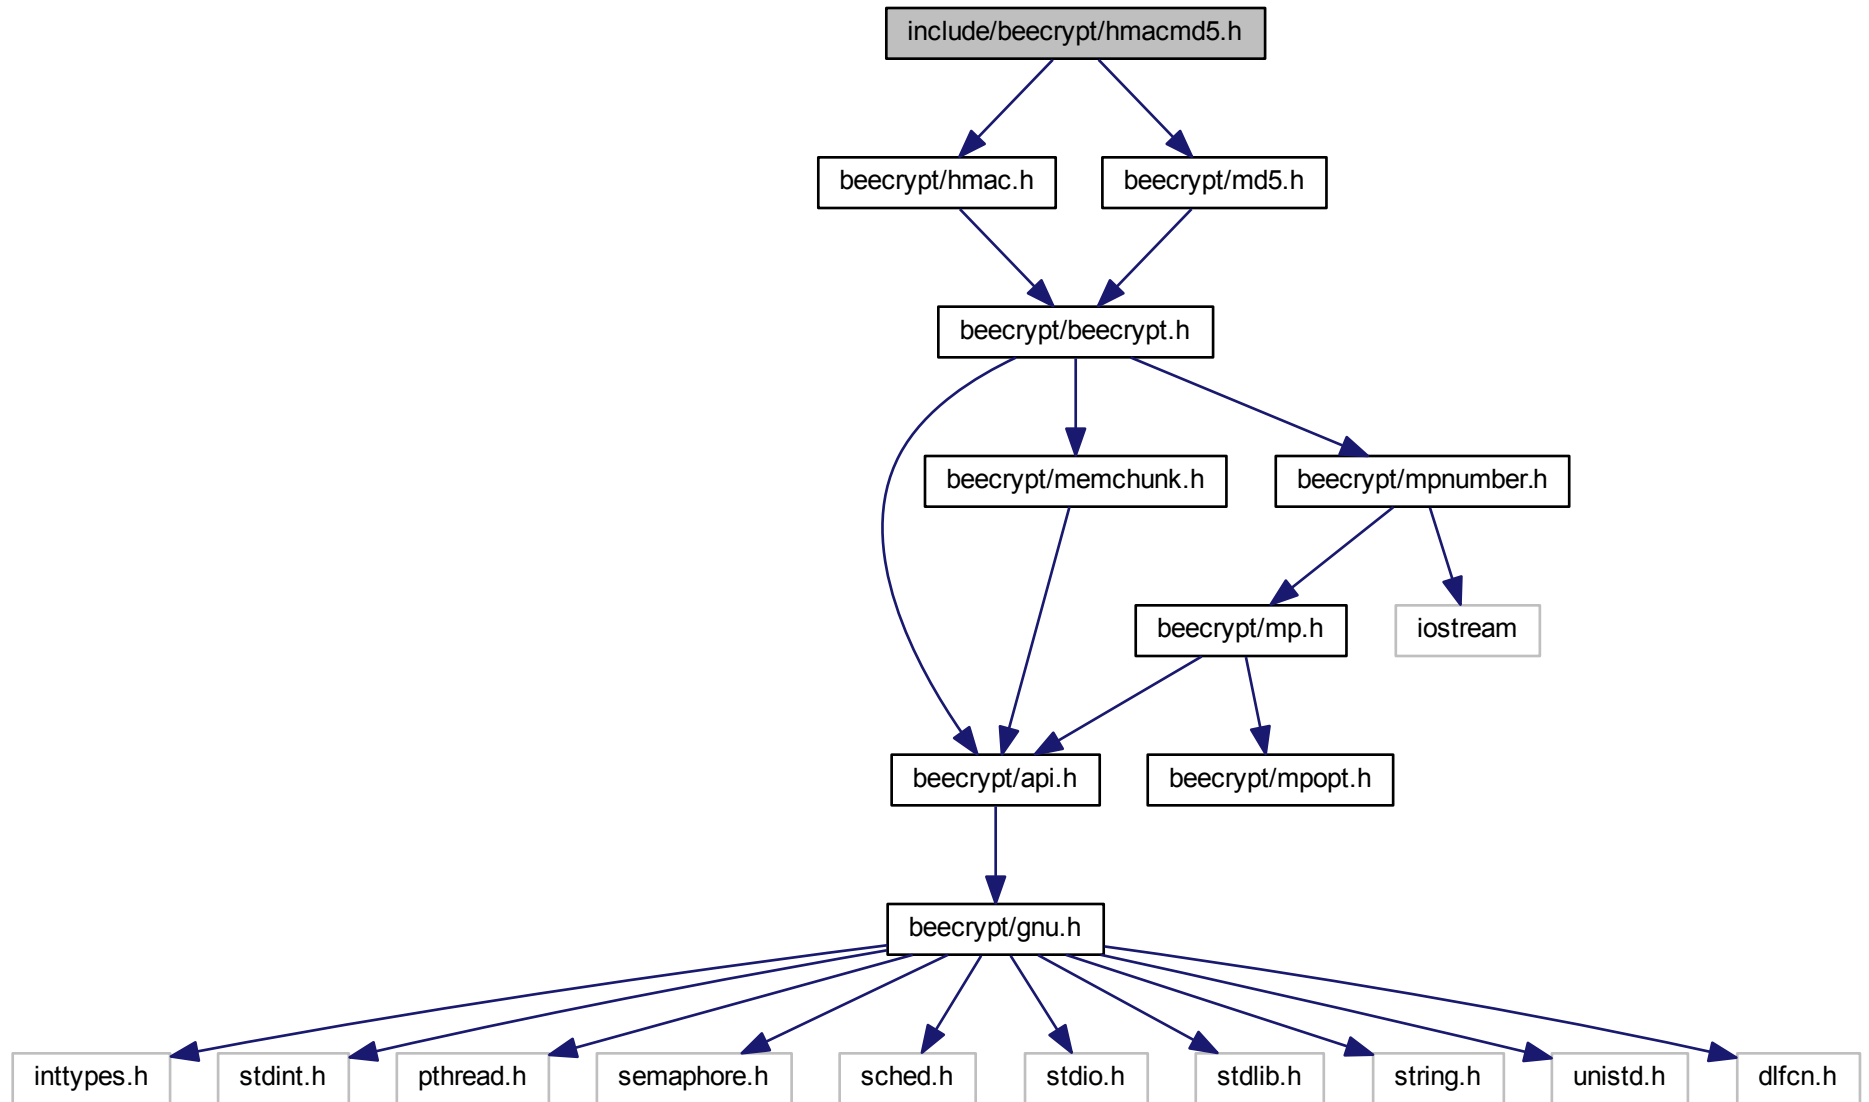 include/beecrypt/hmacmd5.h
beecrypt/hmac.h
beecrypt/md5.h
beecrypt/beecrypt.h
beecrypt/memchunk.h
beecrypt/mpnumber.h
beecrypt/mp.h
iostream
beecrypt/api.h
beecrypt/mpopt.h
beecrypt/gnu.h
inttypes.h
stdint.h
pthread.h
semaphore.h
sched.h
stdio.h
stdlib.h
string.h
unistd.h
dlfcn.h